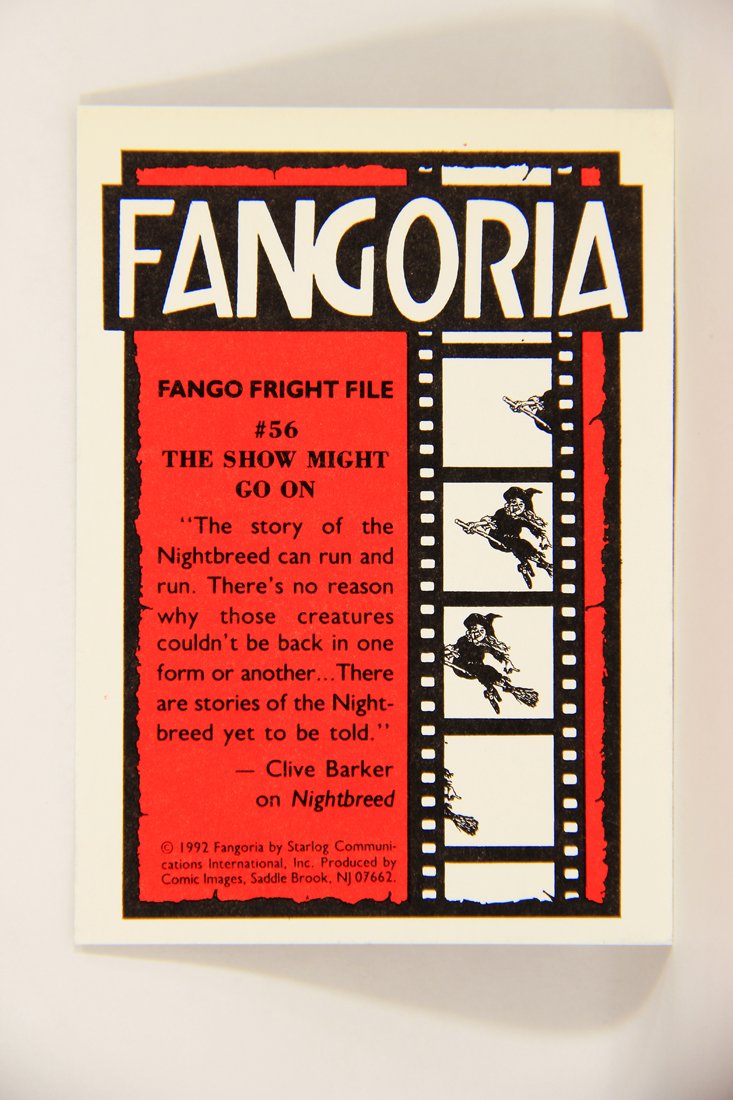 FANGORIA
FANGO FRIGHT FILE
#56
THE SHOW MIGHT
GO ON
"The story of the
Nightbreed can run and
run. There's no reason
why those creatures
couldn't be back in one
form or another...There
are stories of the Night-
breed yet to be told."
— Clive Barker
on Nightbreed
© 1992 Fangoria by Starlog Communi-
cations International, Inc. Produced by
Comic Images, Saddle Brook, NJ 07662.